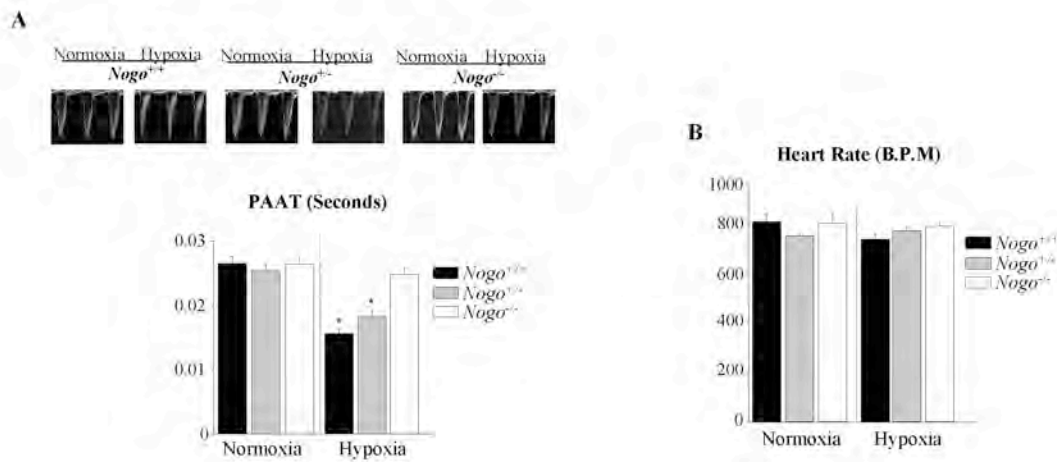 A
Normoxia Hypoxia
Nogo+/+
Normoxia Hypoxia
Nogo+/-
Normoxia Hypoxia
Nogo-/-
PAAT (Seconds)
0.03
0.02
0.01
0
* *
Normoxia Hypoxia
Nogo+/+
Nogo
Nogo-/-
B
Heart Rate (B.P.M)
1000
800
600
400
200
0
Normoxia Hypoxia
Nogo+/+
Nogo
Nogo-/-